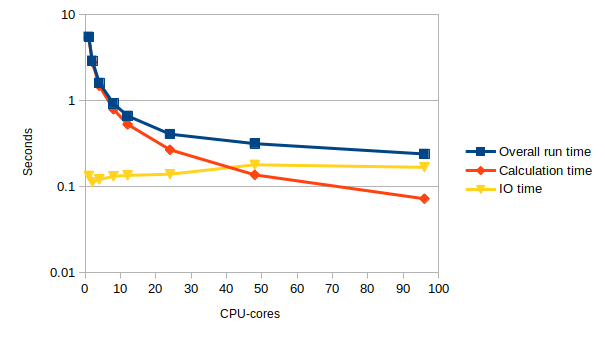 10
1
0.1
0.01
Seconds
0 10 20 30 40 50 60 70 80 90 100
CPU-cores
Overall run time
Calculation time
IO time